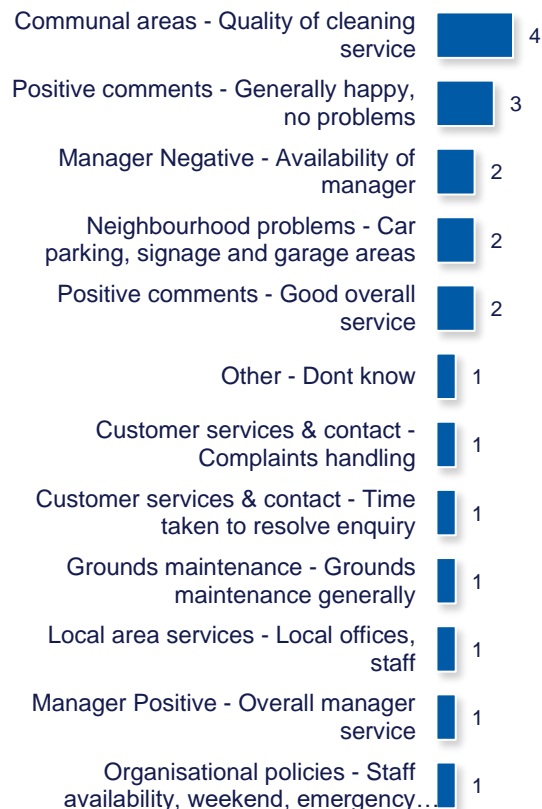 Communal areas - Quality of cleaning
service
4
Positive comments - Generally happy,
no problems
3
Manager Negative - Availability of
manager
2
Neighbourhood problems - Car
parking, signage and garage areas
2
Positive comments - Good overall
service
2
Other - Dont know
1
Customer services & contact -
Complaints handling
1
Customer services & contact - Time
taken to resolve enquiry
1
Grounds maintenance - Grounds
maintenance generally
1
Local area services - Local offices,
staff
1
Manager Positive - Overall manager
service
1
Organisational policies - Staff
availability, weekend, emergency…
1